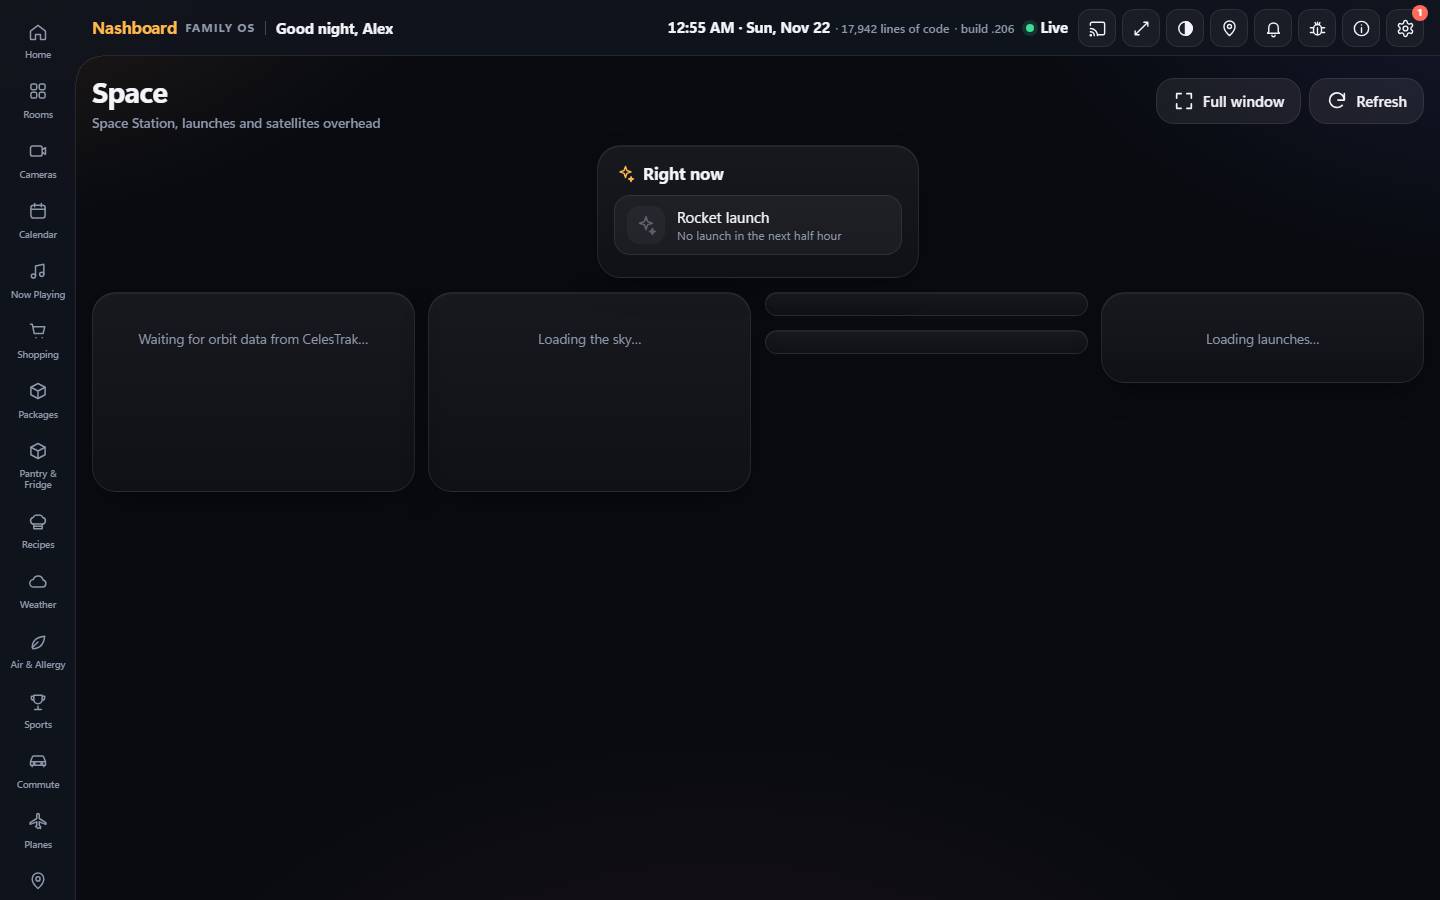 Nashboard FAMILY OS Good night, Alex
12:55 AM · Sun, Nov 22 · 17,942 lines of code · build .206 Live
1
Home
Rooms
Cameras
Calendar
Now Playing
Shopping
Packages
Pantry &
Fridge
Recipes
Weather
Air & Allergy
Sports
Commute
Planes
Space
Space Station, launches and satellites overhead
Full window
Refresh
Right now
Rocket launch
No launch in the next half hour
Waiting for orbit data from CelesTrak...
Loading the sky...
Loading launches...